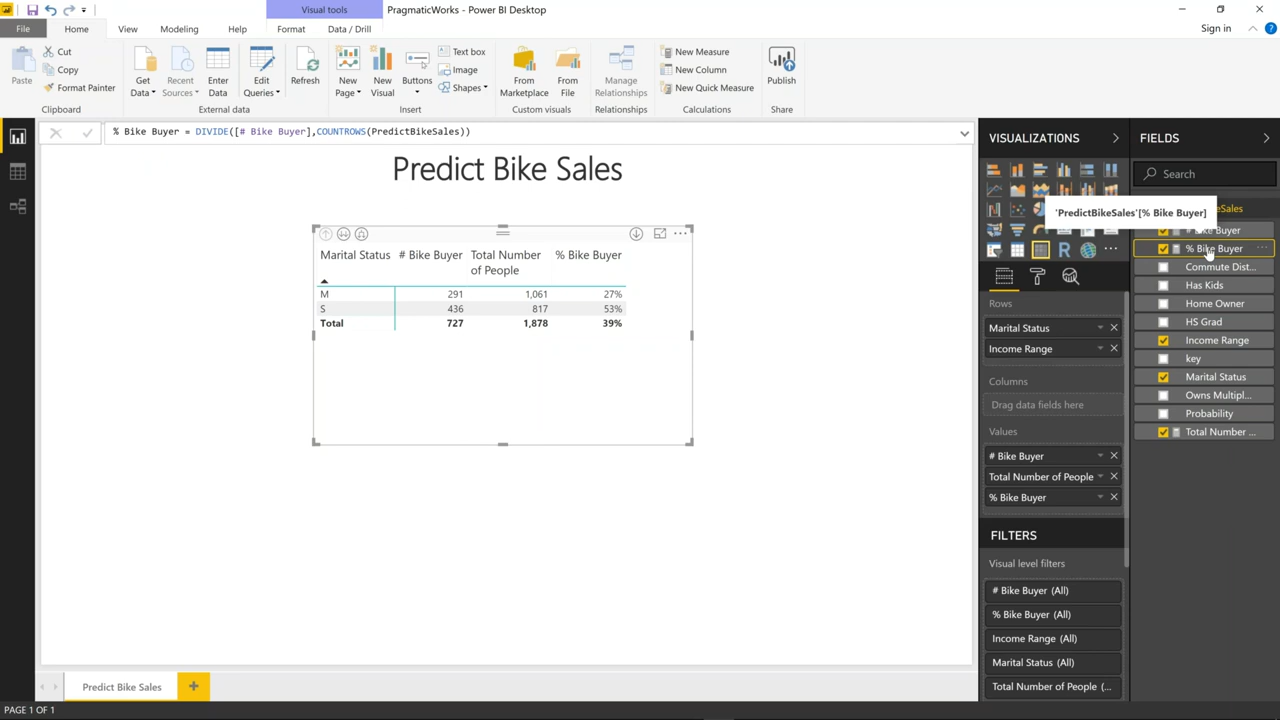 Visual tools
PragmaticWorks - Power BI Desktop
File
Home
View
Modeling
Help
Format
Data / Drill
Sign in
Paste
Cut
Copy
Format Painter
Clipboard
Get Data
Recent Sources
Enter Data
Edit Queries
Refresh
External data
New Page
New Visual
Buttons
Text box
Image
Shapes
Insert
From Marketplace
From File
Custom visuals
Manage Relationships
Relationships
New Measure
New Column
New Quick Measure
Calculations
Publish
Share
% Bike Buyer = DIVIDE([# Bike Buyer],COUNTROWS(PredictBikeSales))
Predict Bike Sales
Marital Status # Bike Buyer Total Number of People % Bike Buyer
M 291 1,061 27%
S 436 817 53%
Total 727 1,878 39%
VISUALIZATIONS
R
Rows
Marital Status
Income Range
Columns
Drag data fields here
Values
# Bike Buyer
Total Number of People
% Bike Buyer
FILTERS
Visual level filters
# Bike Buyer (All)
% Bike Buyer (All)
Income Range (All)
Marital Status (All)
Total Number of People (...
FIELDS
Search
eSales
'PredictBikeSales'[% Bike Buyer]
# Bike Buyer
% Bike Buyer
Commute Dist...
Has Kids
Home Owner
HS Grad
Income Range
key
Marital Status
Owns Multipl...
Probability
Total Number ...
Predict Bike Sales
PAGE 1 OF 1